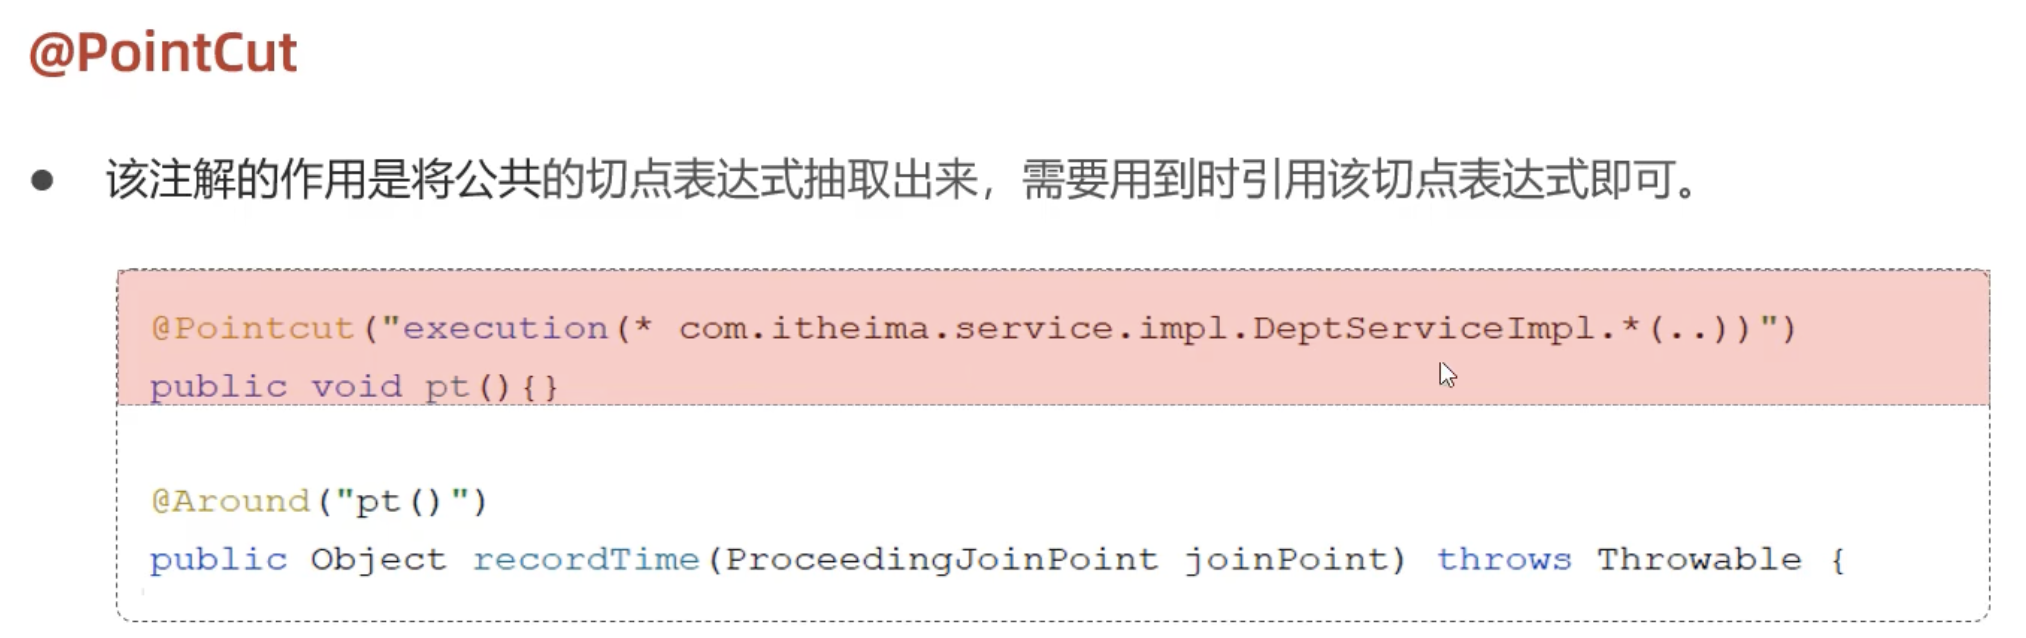 @PointCut
● 该注解的作用是将公共的切点表达式抽取出来，需要用到时引用该切点表达式即可。
@Pointcut("execution(* com.itheima.service.impl.DeptServiceImpl.*(..))")
public void pt(){}
@Around("pt()")
public Object recordTime(ProceedingJoinPoint joinPoint) throws Throwable {